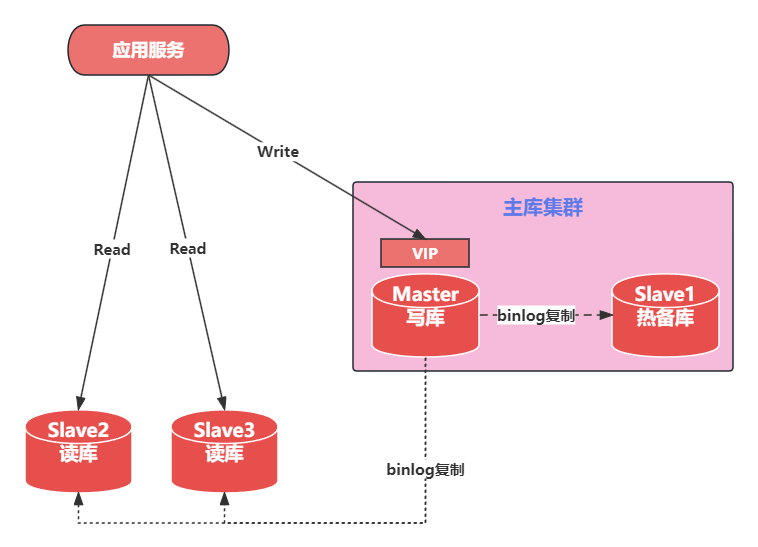 应用服务
Write
主库集群
Read
Read
VIP
Master
写库
binlog复制
Slave1
热备库
Slave2
读库
Slave3
读库
binlog复制